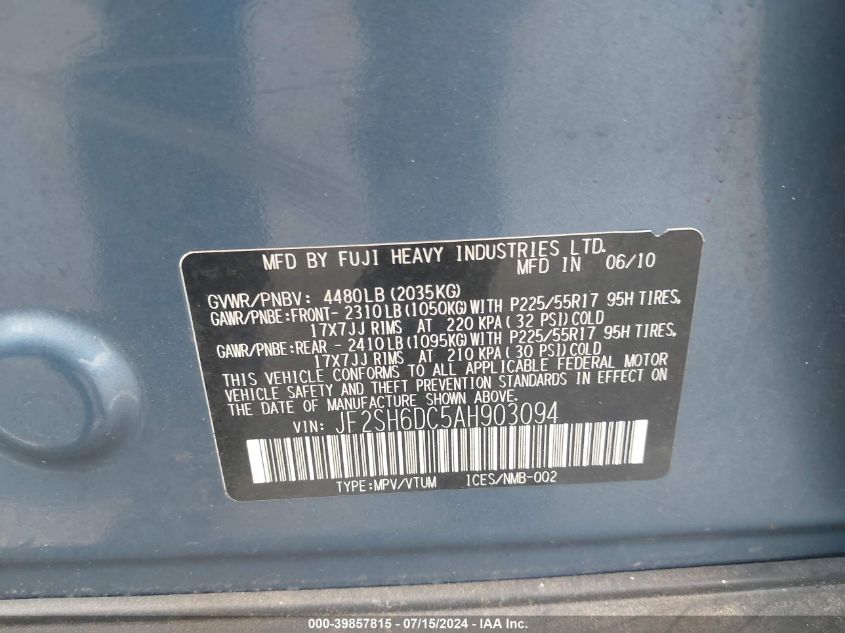 MFD BY FUJI HEAVY INDUSTRIES LTD.
MFD IN 06/10
GVWR/PNBV: 4480LB(2035KG)
GAWR/PNBE:FRONT- 2310LB(1050KG)WITH P225/55R17 95H TIRES,
17X7JJ RIMS AT 220 KPA( 32 PSI)COLD
GAWR/PNBE:REAR - 2410LB(1095KG)WITH P225/55R17 95H TIRES,
17X7JJ RIMS AT 210 KPA( 30 PSI)COLD
THIS VEHICLE CONFORMS TO ALL APPLICABLE FEDERAL MOTOR
VEHICLE SAFETY AND THEFT PREVENTION STANDARDS IN EFFECT ON
THE DATE OF MANUFACTURE SHOWN ABOVE.
VIN: JF2SH6DC5AH903094
TYPE:MPV/VTUM ICES/NMB-002
000-39857815 / 07/15/2024 - IAA Inc.